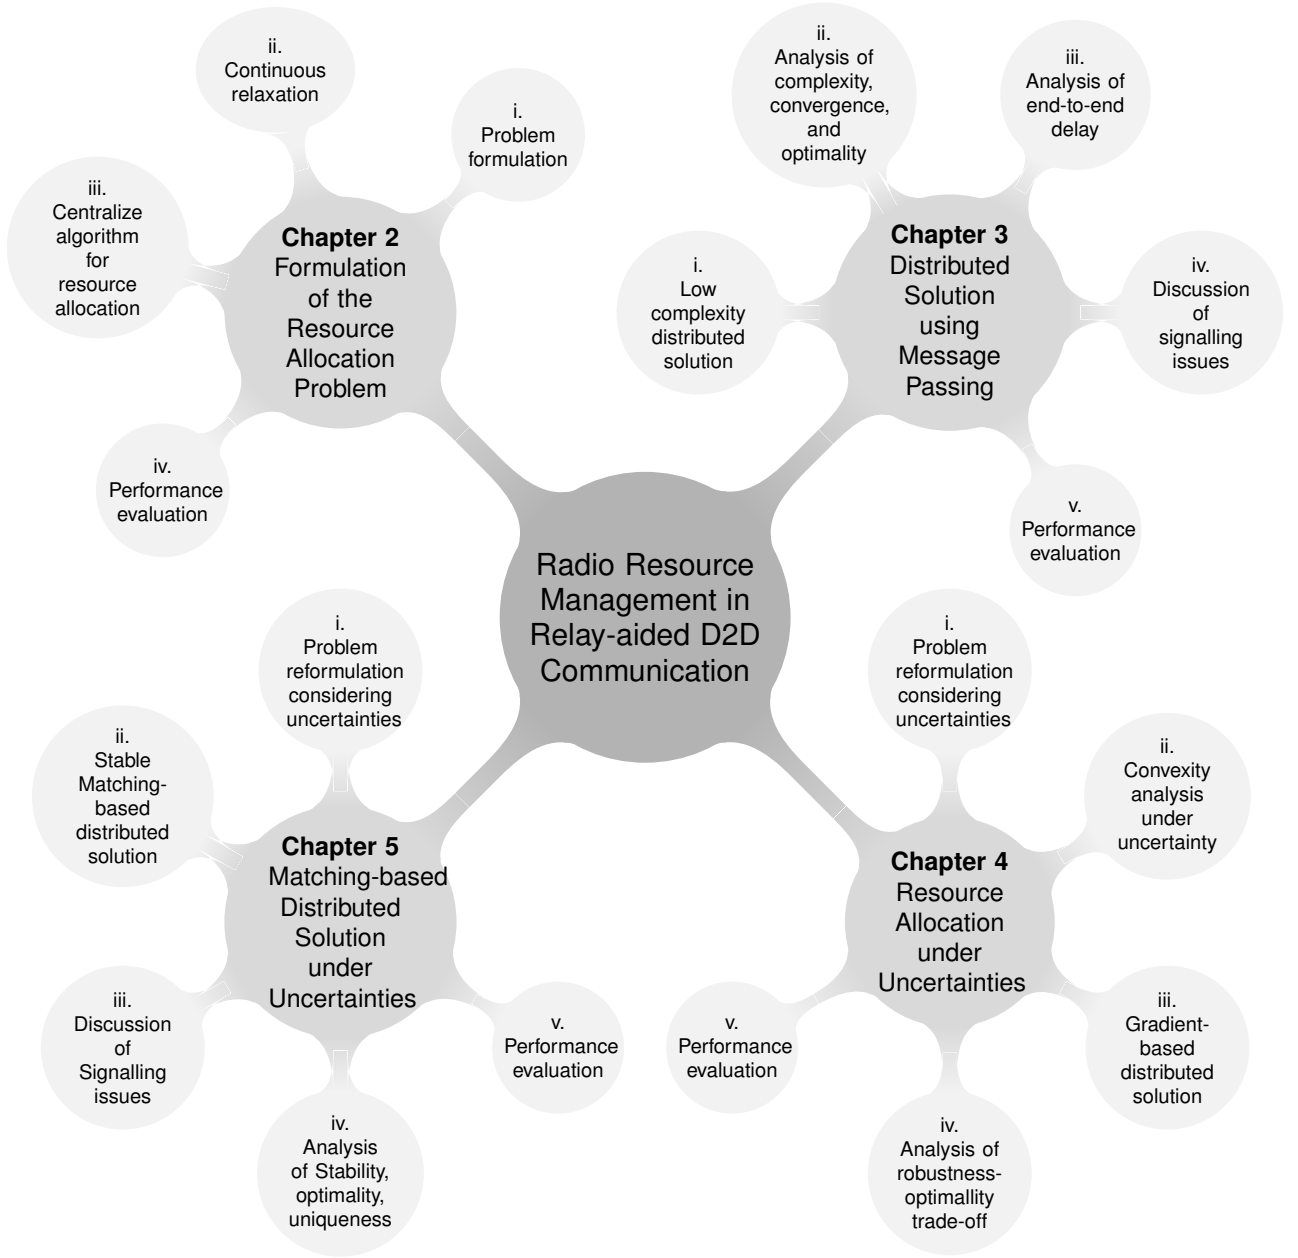 Radio Resource
Management in
Relay-aided D2D
Communication
Chapter 2
Formulation
of the
Resource
Allocation
Problem
i.
Problem
formulation
ii.
Continuous
relaxation
iii.
Centralize
algorithm
for
resource
allocation
iv.
Performance
evaluation
Chapter 3
Distributed
Solution
using
Message
Passing
i.
Low
complexity
distributed
solution
ii.
Analysis of
complexity,
convergence,
and
optimality
iii.
Analysis of
end-to-end
delay
iv.
Discussion
of
signalling
issues
v.
Performance
evaluation
Chapter 4
Resource
Allocation
under
Uncertainties
i.
Problem
reformulation
considering
uncertainties
ii.
Convexity
analysis
under
uncertainty
iii.
Gradient-
based
distributed
solution
iv.
Analysis of
robustness-
optimallity
trade-off
v.
Performance
evaluation
Chapter 5
Matching-based
Distributed
Solution
under
Uncertainties
i.
Problem
reformulation
considering
uncertainties
ii.
Stable
Matching-
based
distributed
solution
iii.
Discussion
of
Signalling
issues
iv.
Analysis
of Stability,
optimality,
uniqueness
v.
Performance
evaluation